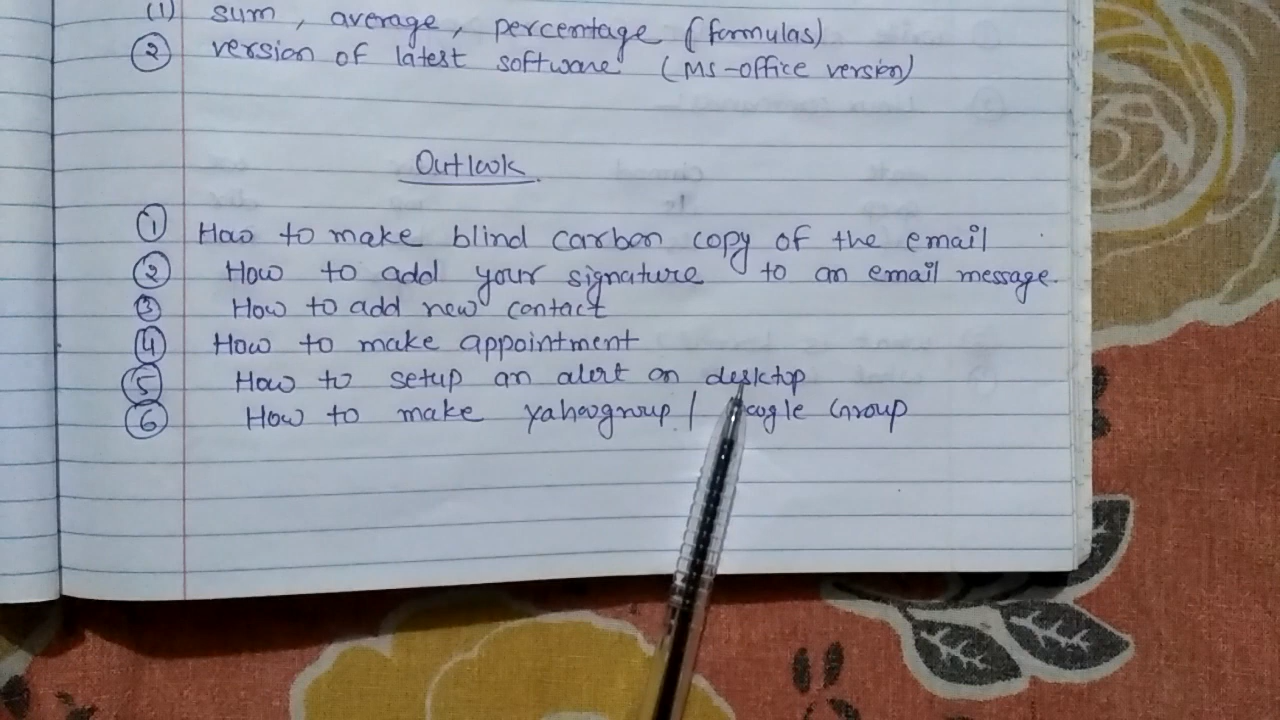 (1) sum, average, percentage (formulas)
(2) version of latest software (MS-office version)
Outlook
(1) How to make blind carbon copy of the email
(2) How to add your signature to an email message.
(3) How to add new contact
(4) How to make appointment
(5) How to setup an alert on desktop
(6) How to make yahoogroup / Google Group